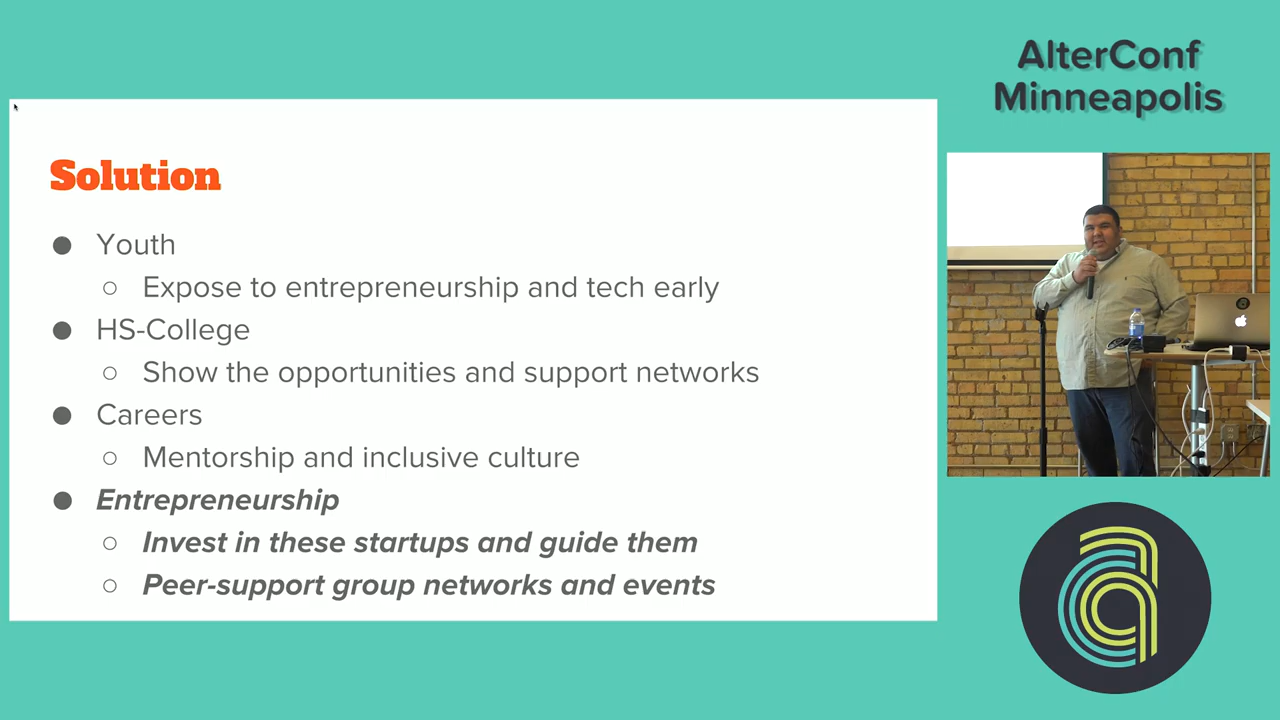 AlterConf
Minneapolis
Solution
● Youth
○ Expose to entrepreneurship and tech early
● HS-College
○ Show the opportunities and support networks
● Careers
○ Mentorship and inclusive culture
● Entrepreneurship
○ Invest in these startups and guide them
○ Peer-support group networks and events